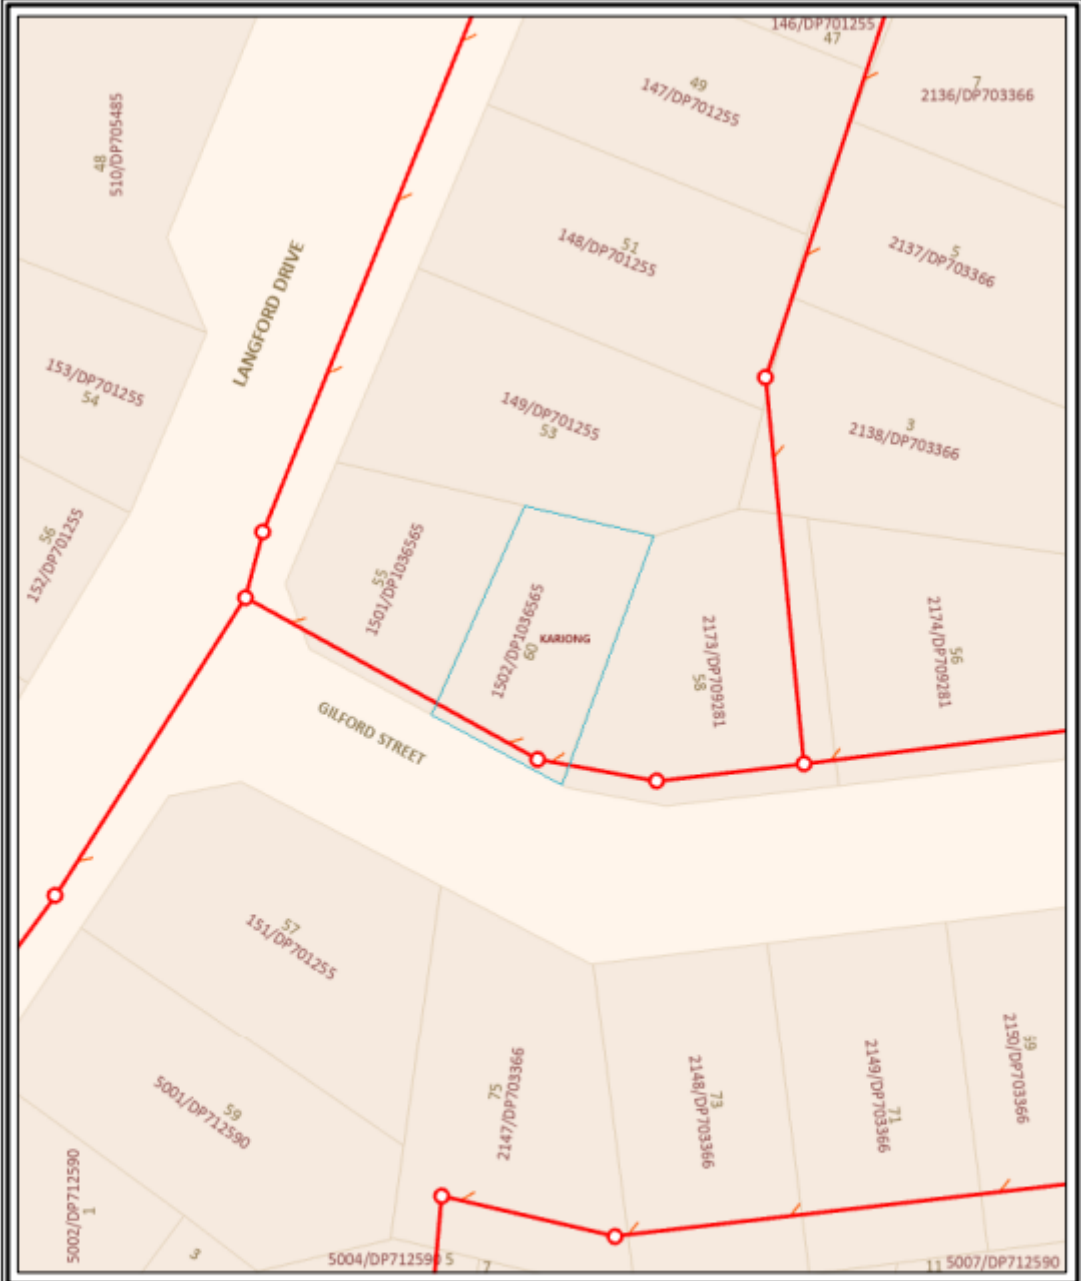 146/DP701255
47
49
147/DP701255
7
2136/DP703366
48
510/DP705485
51
148/DP701255
5
2137/DP703366
LANGFORD DRIVE
153/DP701255
54
149/DP701255
53
3
2138/DP703366
56
152/DP701255
55
1501/DP1036565
1502/DP1036565
60
KARIONG
2173/DP709281
58
56
2174/DP709281
GILFORD STREET
57
151/DP701255
59
5001/DP712590
75
2147/DP703366
73
2148/DP703366
71
2149/DP703366
69
2150/DP703366
5002/DP712590
1
3
5004/DP712590
5
7
11
5007/DP712590